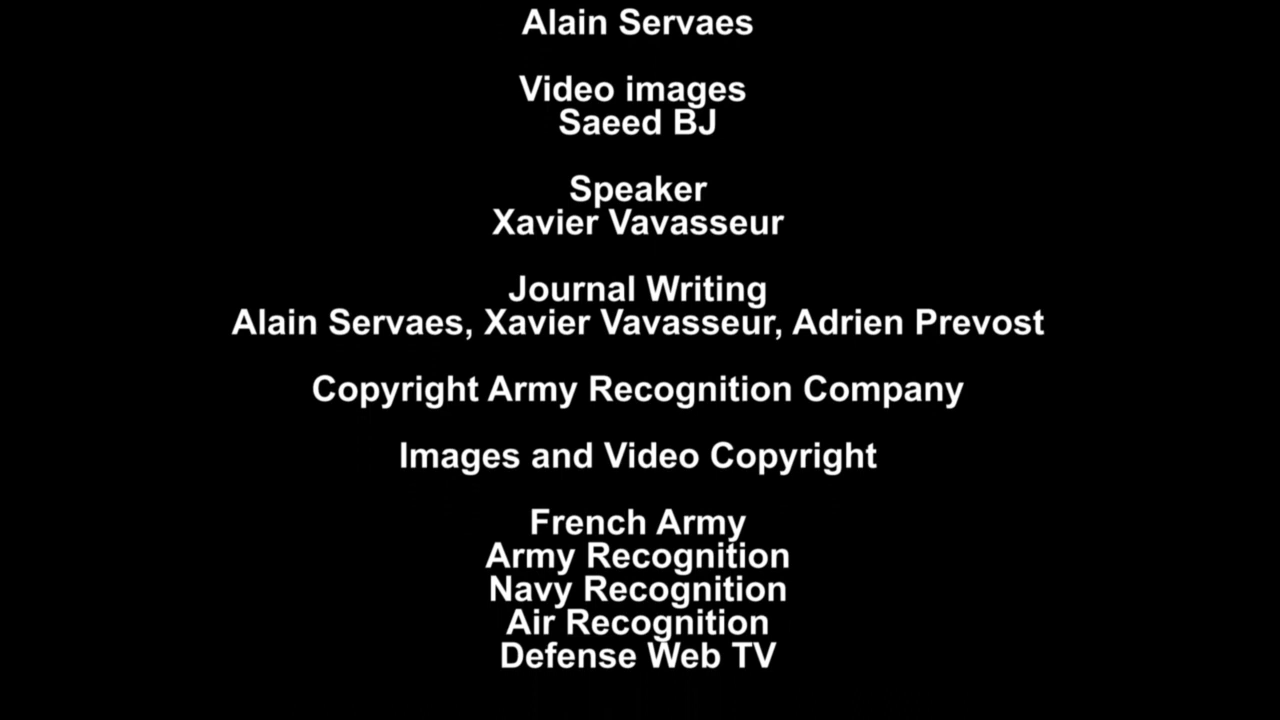 Alain Servaes
Video images
Saeed BJ
Speaker
Xavier Vavasseur
Journal Writing
Alain Servaes, Xavier Vavasseur, Adrien Prevost
Copyright Army Recognition Company
Images and Video Copyright
French Army
Army Recognition
Navy Recognition
Air Recognition
Defense Web TV